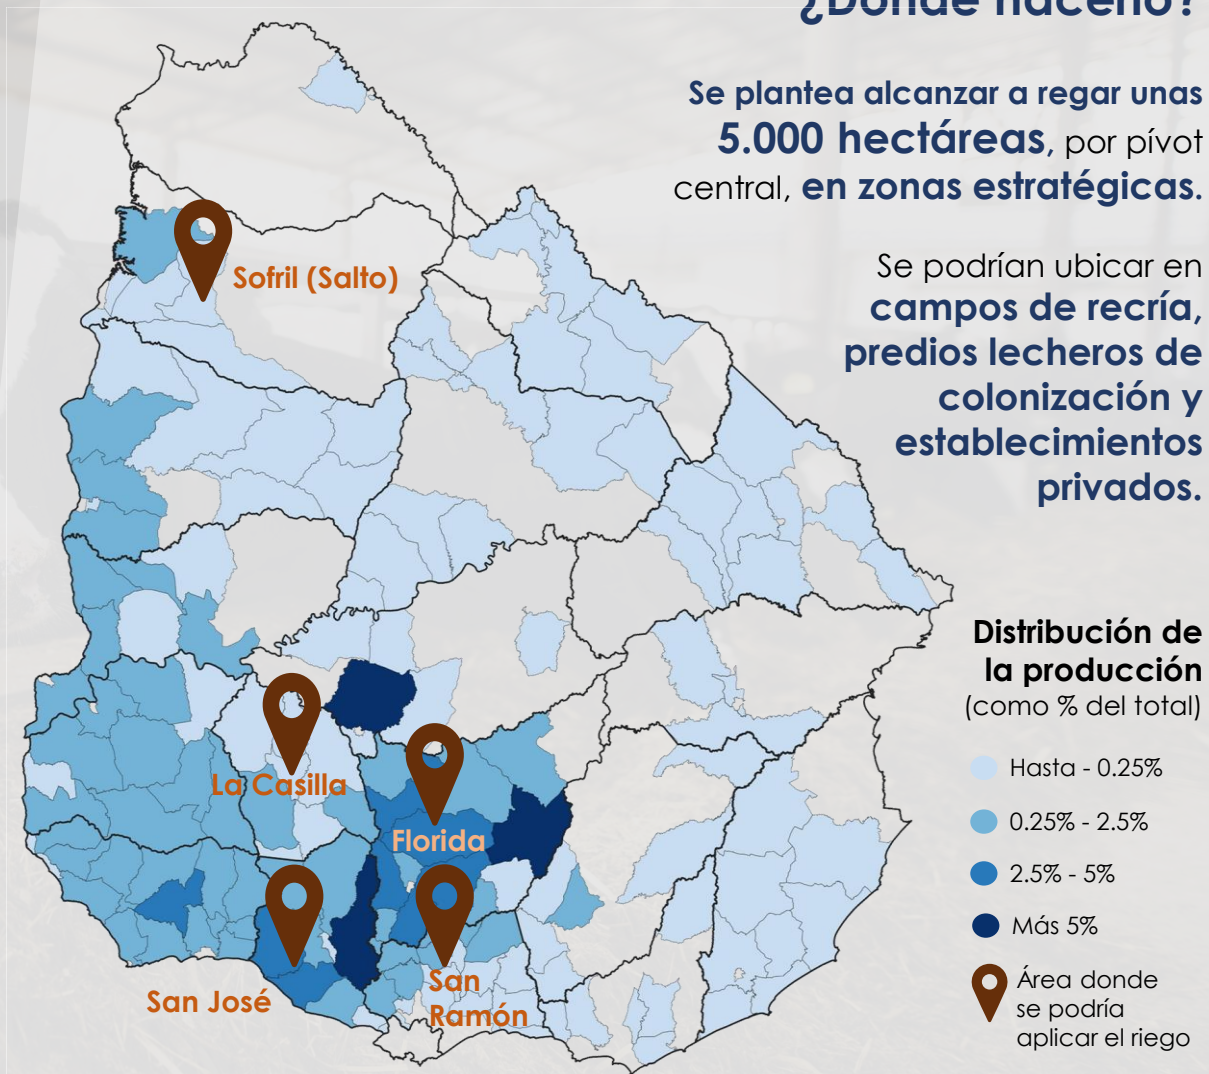 ¿Dónde hacerlo?
Se plantea alcanzar a regar unas
5.000 hectáreas, por pívot
central, en zonas estratégicas.
Se podrían ubicar en
campos de recría,
predios lecheros de
colonización y
establecimientos
privados.
Sofril (Salto)
La Casilla
Florida
San José
San
Ramón
Distribución de
la producción
(como % del total)
Hasta - 0.25%
0.25% - 2.5%
2.5% - 5%
Más 5%
Área donde
se podría
aplicar el riego